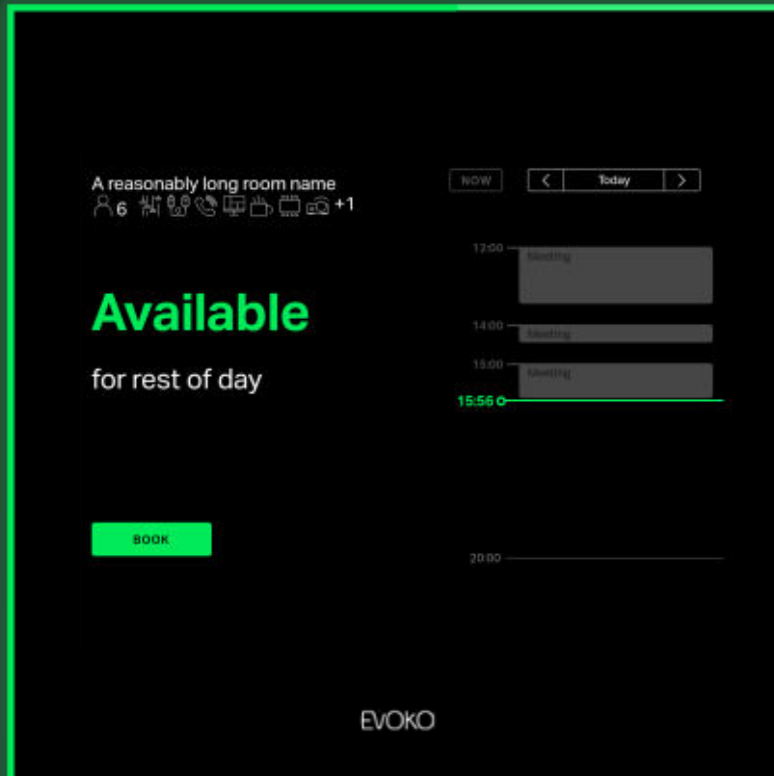 A reasonably long room name
6 +1
Available
for rest of day
BOOK
NOW
Today
12:00
Meeting
14:00
Meeting
15:00
Meeting
15:56
20:00
EVOKO